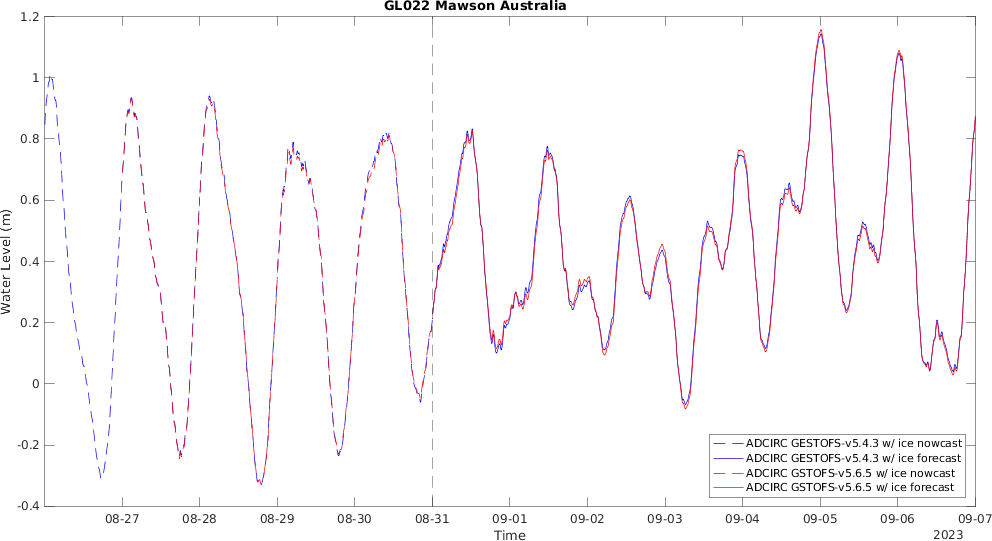 GL022 Mawson Australia
1.2
1
0.8
0.6
0.4
0.2
0
-0.2
-0.4
Water Level (m)
ADCIRC GESTOFS-v5.4.3 w/ ice nowcast
ADCIRC GESTOFS-v5.4.3 w/ ice forecast
ADCIRC GSTOFS-v5.6.5 w/ ice nowcast
ADCIRC GSTOFS-v5.6.5 w/ ice forecast
08-27 08-28 08-29 08-30 08-31 09-01 09-02 09-03 09-04 09-05 09-06 09-07
Time
2023